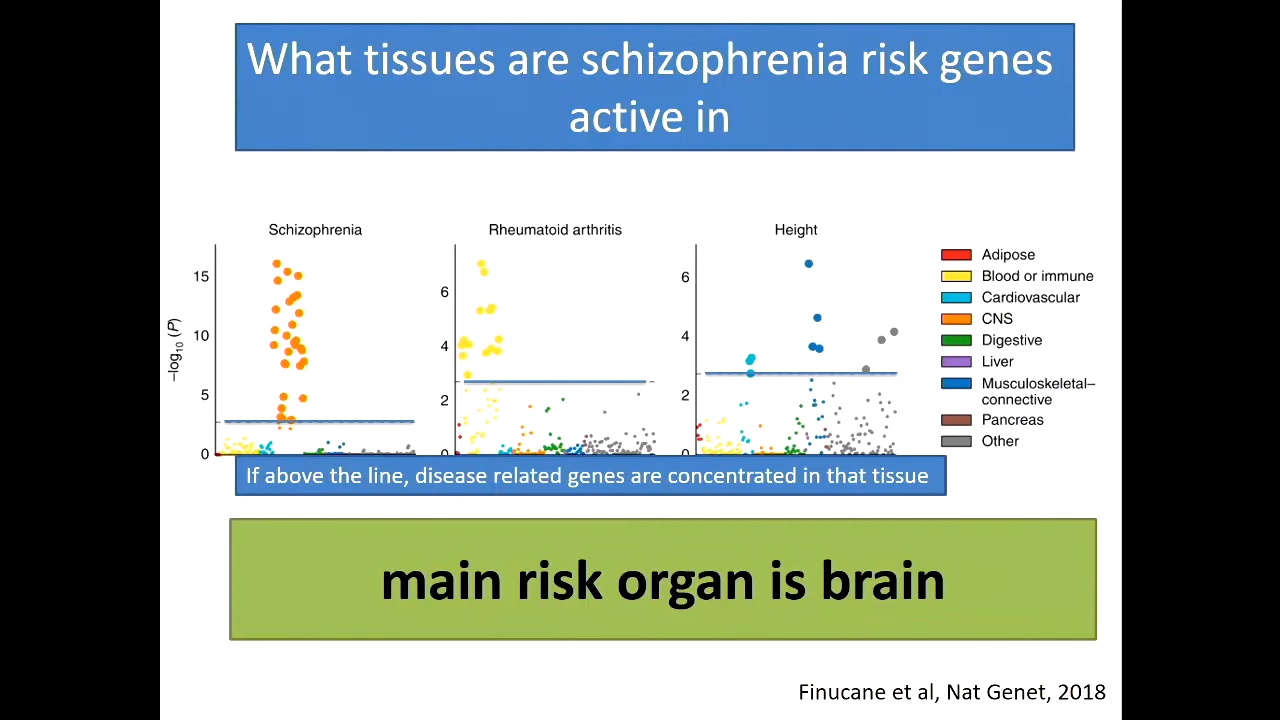 What tissues are schizophrenia risk genes
active in
Schizophrenia
Rheumatoid arthritis
Height
–log10 (P)
15
10
5
0
6
4
2
0
6
4
2
0
Adipose
Blood or immune
Cardiovascular
CNS
Digestive
Liver
Musculoskeletal–
connective
Pancreas
Other
If above the line, disease related genes are concentrated in that tissue
main risk organ is brain
Finucane et al, Nat Genet, 2018